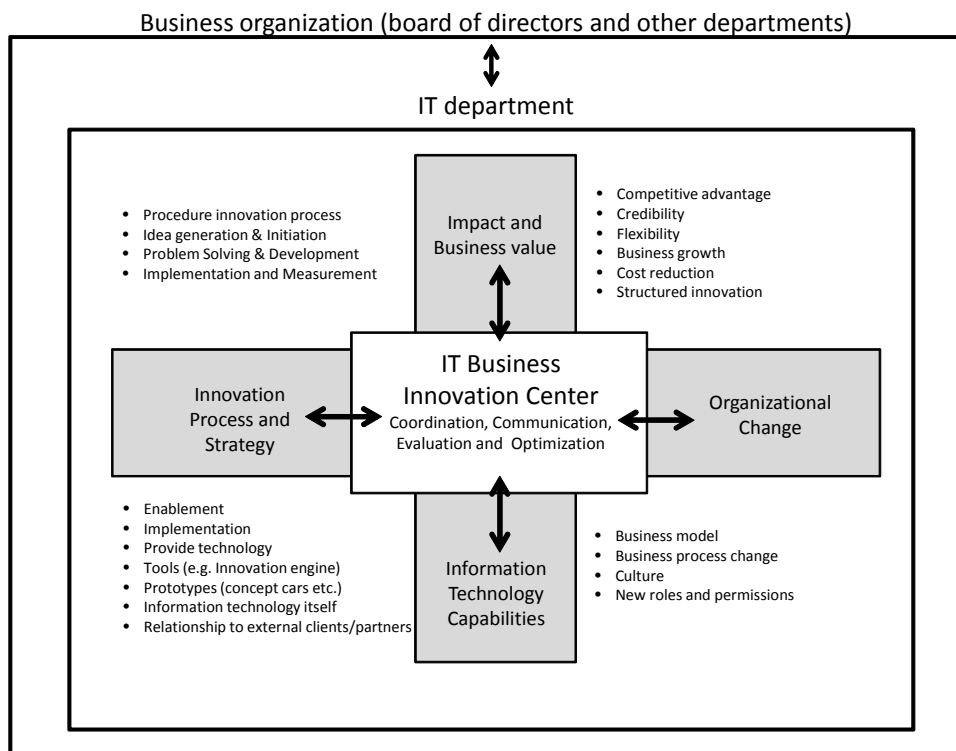 Business organization (board of directors and other departments)
IT department
• Procedure innovation process
• Idea generation & Initiation
• Problem Solving & Development
• Implementation and Measurement
Impact and
Business value
• Competitive advantage
• Credibility
• Flexibility
• Business growth
• Cost reduction
• Structured innovation
Innovation
Process and
Strategy
IT Business
Innovation Center
Coordination, Communication,
Evaluation and Optimization
Organizational
Change
• Enablement
• Implementation
• Provide technology
• Tools (e.g. Innovation engine)
• Prototypes (concept cars etc.)
• Information technology itself
• Relationship to external clients/partners
Information
Technology
Capabilities
• Business model
• Business process change
• Culture
• New roles and permissions